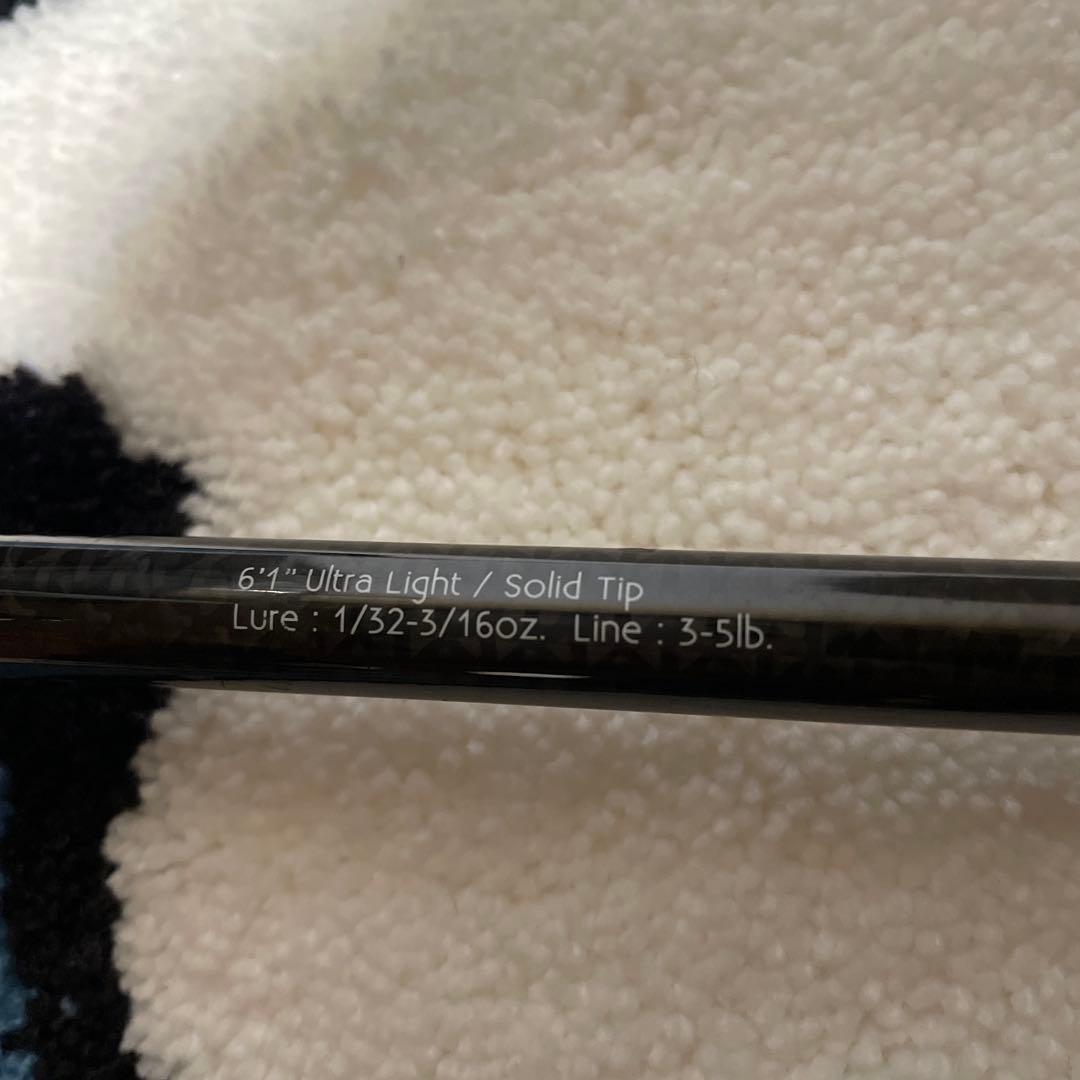 6'1" Ultra Light / Solid Tip
Lure : 1/32-3/16oz. Line : 3-5lb.